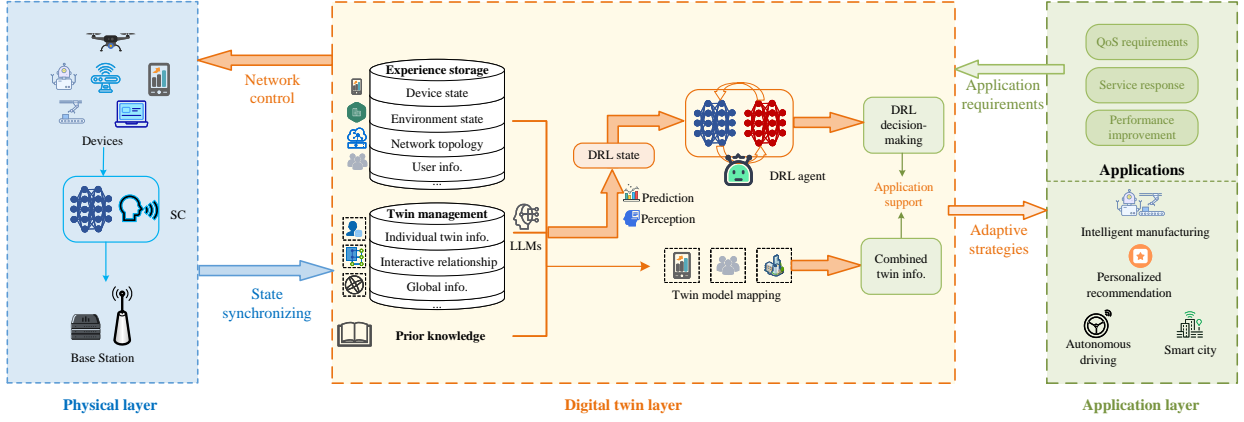 Devices
SC
Base Station
Physical layer
Network
control
State
synchronizing
Experience storage
Device state
Environment state
Network topology
User info.
...
Twin management
Individual twin info.
Interactive relationship
Global info.
...
Prior knowledge
LLMs
DRL state
Prediction
Perception
DRL agent
Twin model mapping
DRL
decision-
making
Application
support
Combined
twin info.
Digital twin layer
Application
requirements
Adaptive
strategies
QoS requirements
Service response
Performance
improvement
Applications
Intelligent manufacturing
Personalized
recommendation
Autonomous
driving
Smart city
Application layer